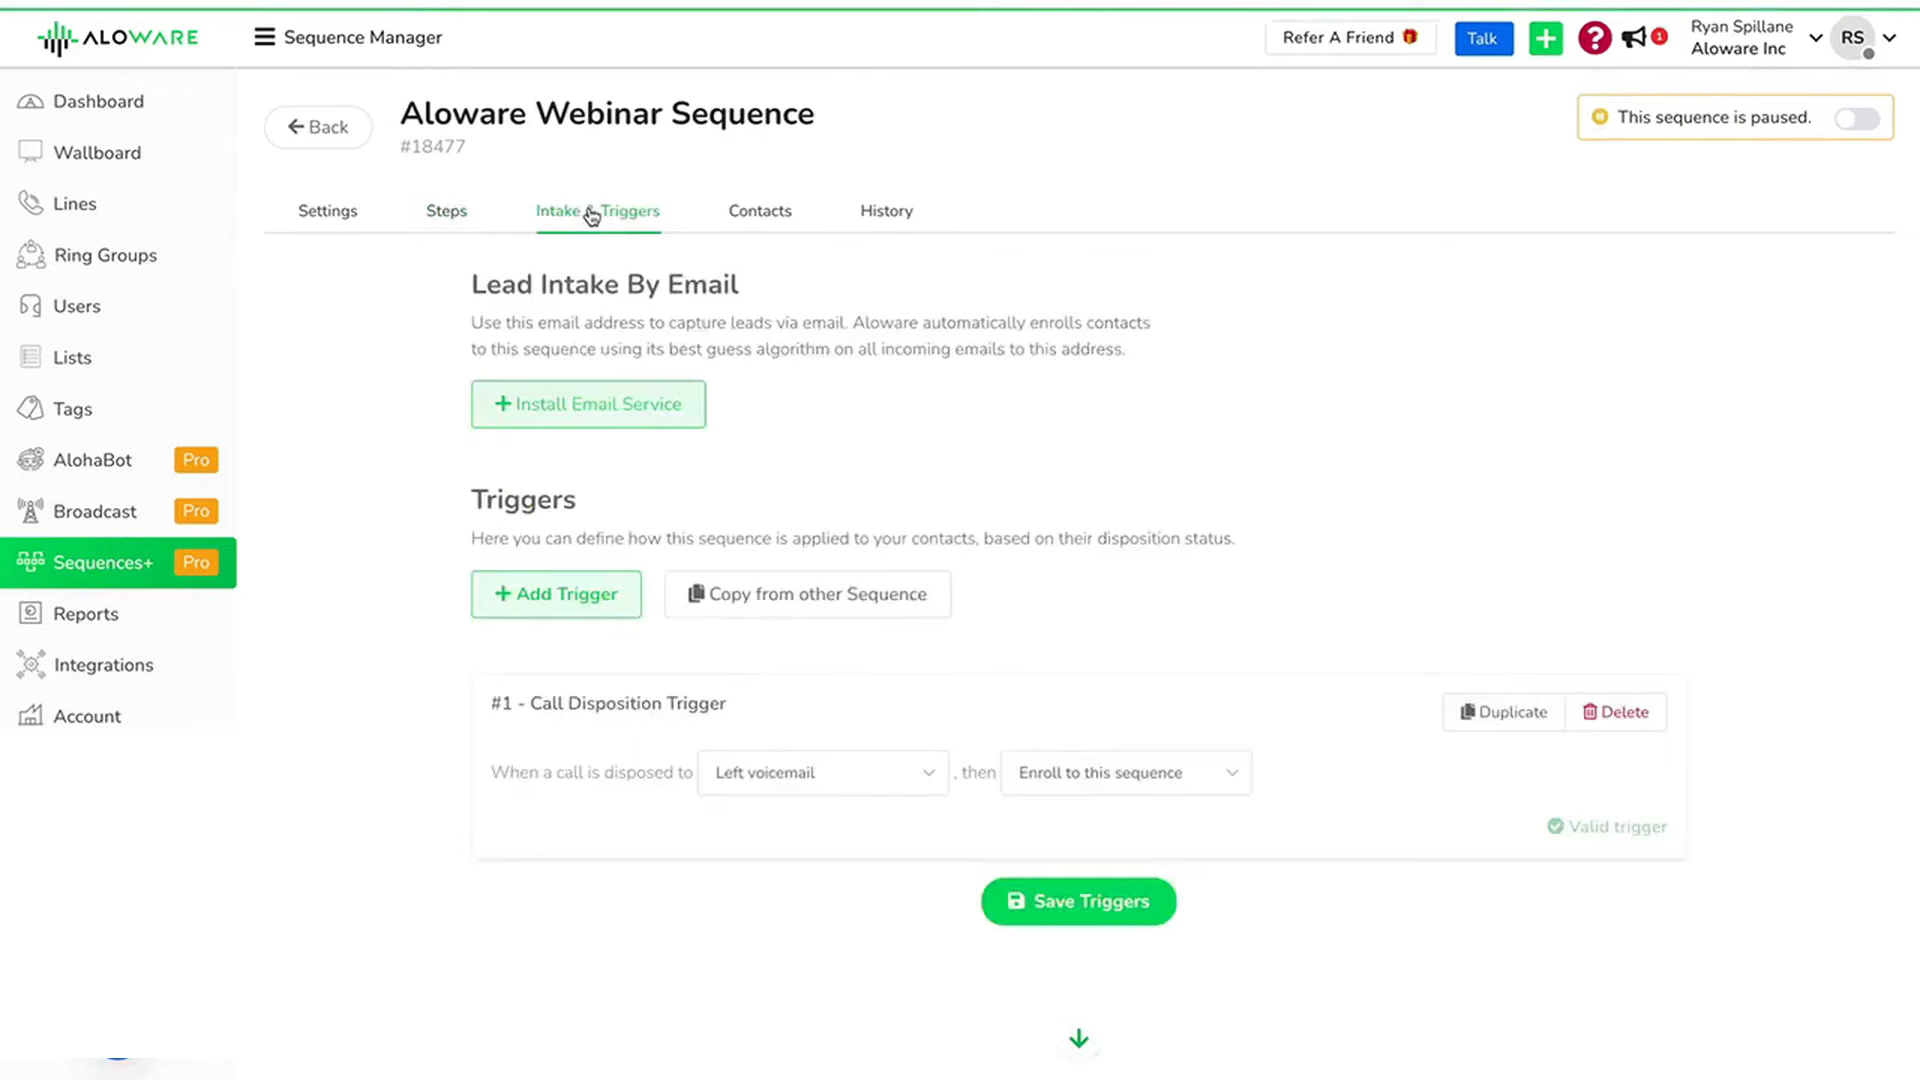 ALOWARE
Sequence Manager
Refer A Friend
Talk
1
Ryan Spillane
Aloware Inc
RS
Dashboard
Wallboard
Lines
Ring Groups
Users
Lists
Tags
AlohaBot Pro
Broadcast Pro
Sequences+ Pro
Reports
Integrations
Account
Back
Aloware Webinar Sequence
#18477
This sequence is paused.
Settings
Steps
Intake & Triggers
Contacts
History
Lead Intake By Email
Use this email address to capture leads via email. Aloware automatically enrolls contacts
to this sequence using its best guess algorithm on all incoming emails to this address.
+ Install Email Service
Triggers
Here you can define how this sequence is applied to your contacts, based on their disposition status.
+ Add Trigger
Copy from other Sequence
#1 - Call Disposition Trigger
Duplicate
Delete
When a call is disposed to Left voicemail , then Enroll to this sequence
Valid trigger
Save Triggers